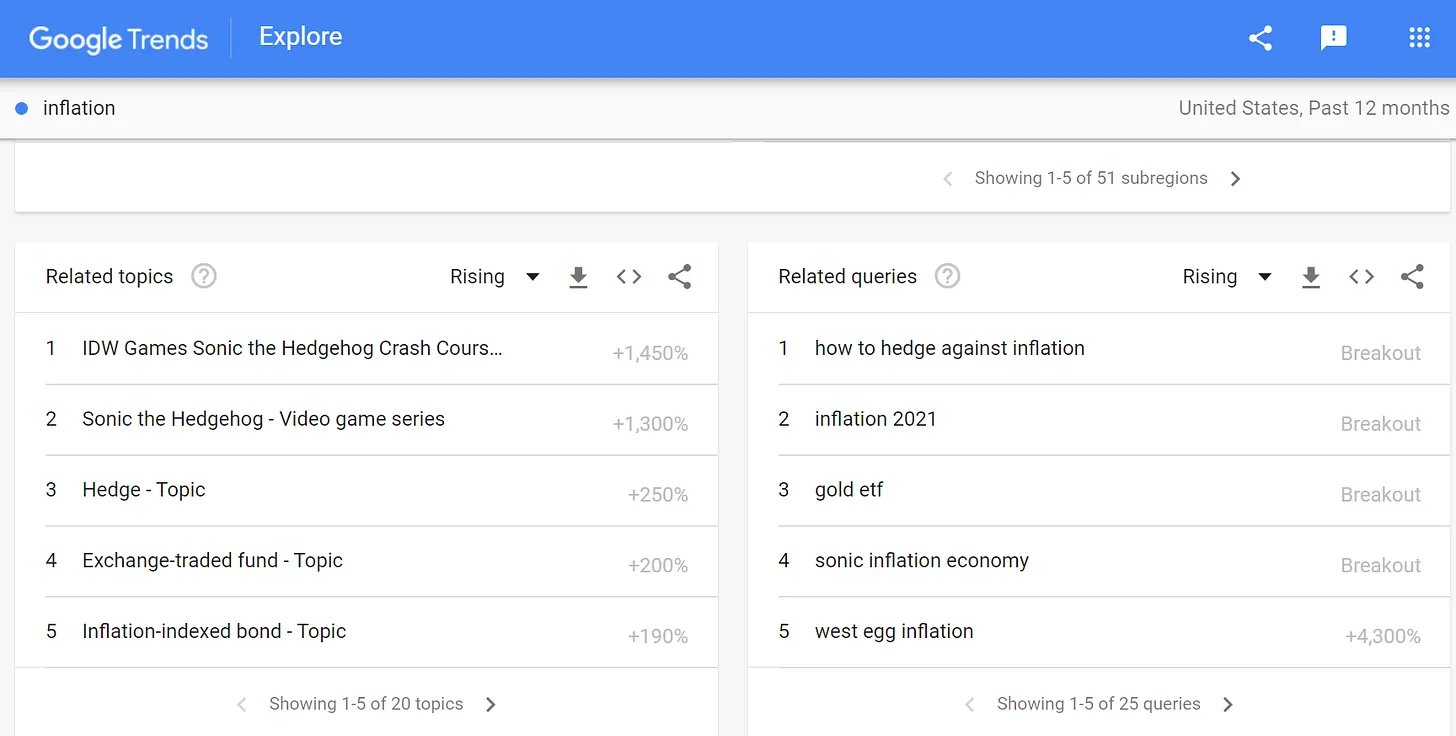 Google Trends Explore
inflation United States, Past 12 months
Showing 1-5 of 51 subregions
Related topics Rising
1 IDW Games Sonic the Hedgehog Crash Cours... +1,450%
2 Sonic the Hedgehog - Video game series +1,300%
3 Hedge - Topic +250%
4 Exchange-traded fund - Topic +200%
5 Inflation-indexed bond - Topic +190%
Showing 1-5 of 20 topics
Related queries Rising
1 how to hedge against inflation Breakout
2 inflation 2021 Breakout
3 gold etf Breakout
4 sonic inflation economy Breakout
5 west egg inflation +4,300%
Showing 1-5 of 25 queries